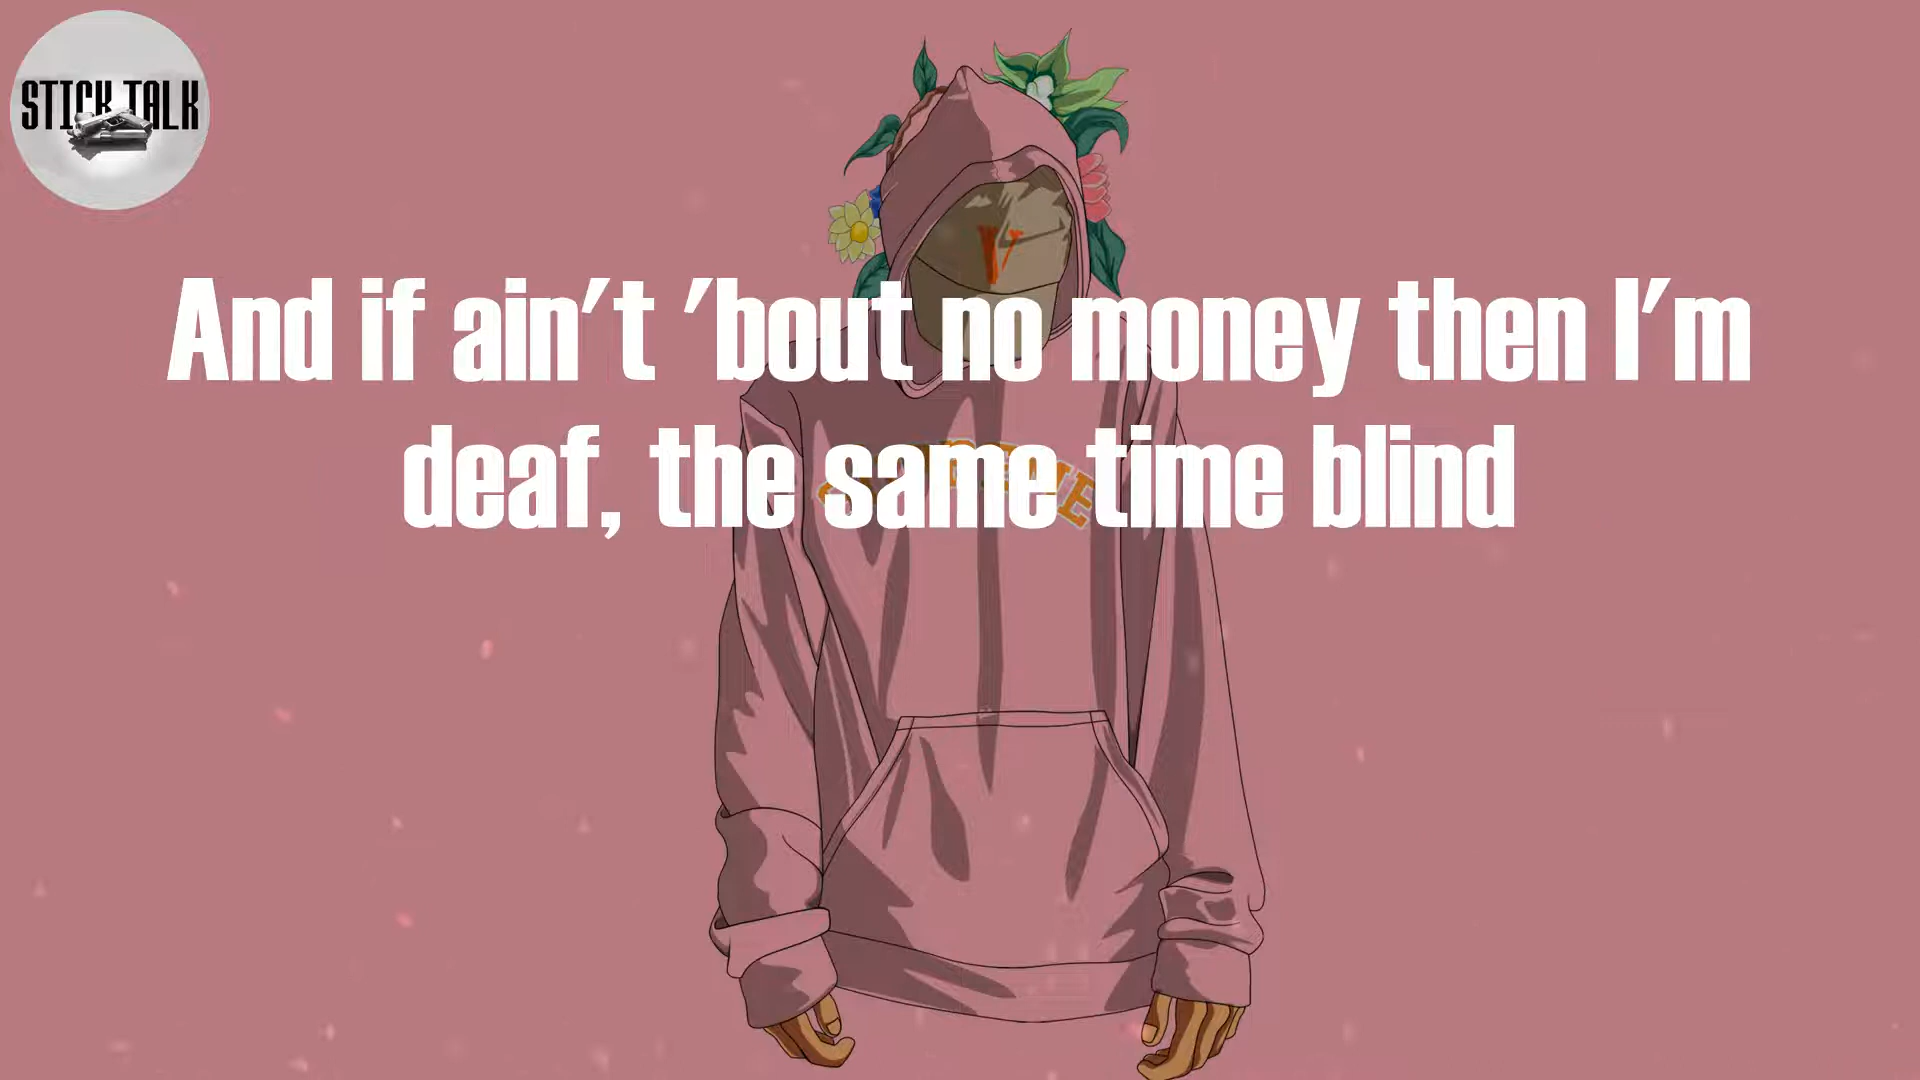 STICK TALK
V
And if ain't 'bout no money then I'm
deaf, the same time blind